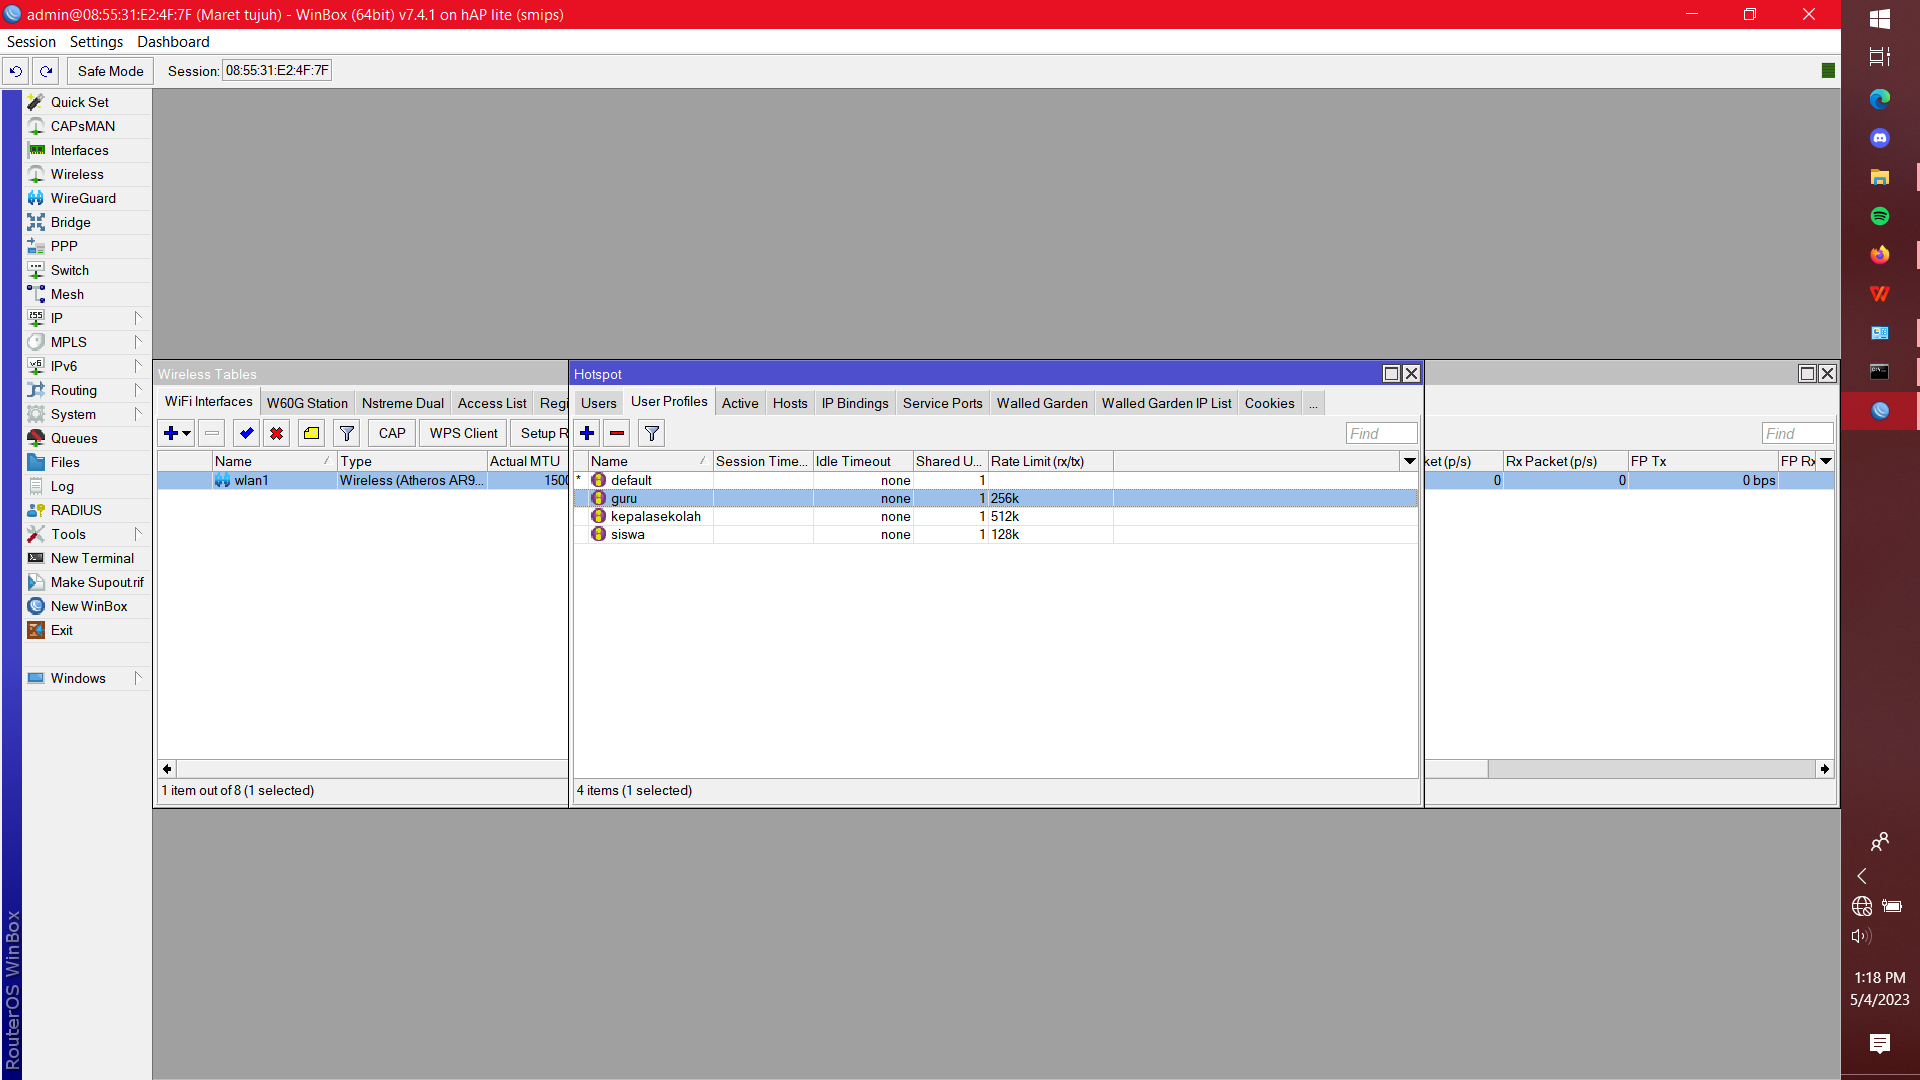 admin@08:55:31:E2:4F:7F (Maret tujuh) - WinBox (64bit) v7.4.1 on hAP lite (smips)
Session Settings Dashboard
Safe Mode Session: 08:55:31:E2:4F:7F
Quick Set
CAPsMAN
Interfaces
Wireless
WireGuard
Bridge
PPP
Switch
Mesh
IP
MPLS
IPv6
Routing
System
Queues
Files
Log
RADIUS
Tools
New Terminal
Make Supout.rif
New WinBox
Exit
Windows
RouterOS WinBox
Wireless Tables
WiFi Interfaces W60G Station Nstreme Dual Access List Regi
CAP WPS Client Setup R
Name Type Actual MTU
wlan1 Wireless (Atheros AR9... 1500
1 item out of 8 (1 selected)
Hotspot
Users User Profiles Active Hosts IP Bindings Service Ports Walled Garden Walled Garden IP List Cookies ...
Find
Name Session Time... Idle Timeout Shared U... Rate Limit (rx/tx)
* default none 1
guru none 1 256k
kepalasekolah none 1 512k
siswa none 1 128k
4 items (1 selected)
Find
ket (p/s) Rx Packet (p/s) FP Tx FP Rx
0 0 0 bps
1:18 PM
5/4/2023